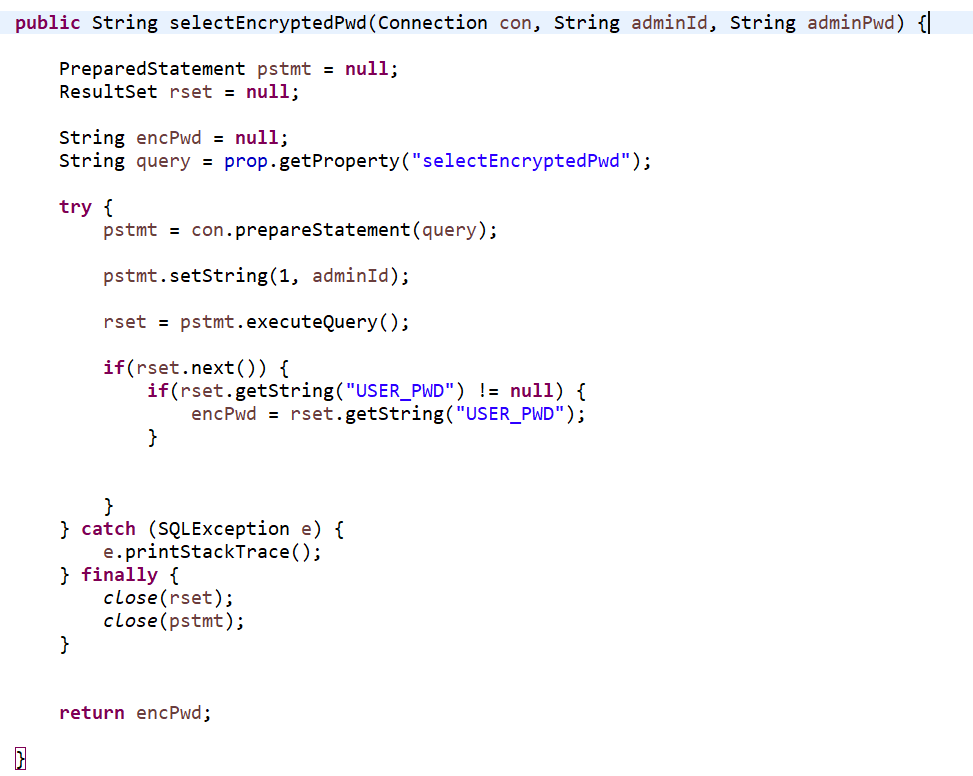 public String selectEncryptedPwd(Connection con, String adminId, String adminPwd) {
PreparedStatement pstmt = null;
ResultSet rset = null;
String encPwd = null;
String query = prop.getProperty("selectEncryptedPwd");
try {
pstmt = con.prepareStatement(query);
pstmt.setString(1, adminId);
rset = pstmt.executeQuery();
if(rset.next()) {
if(rset.getString("USER_PWD") != null) {
encPwd = rset.getString("USER_PWD");
}
}
} catch (SQLException e) {
e.printStackTrace();
} finally {
close(rset);
close(pstmt);
}
return encPwd;
}